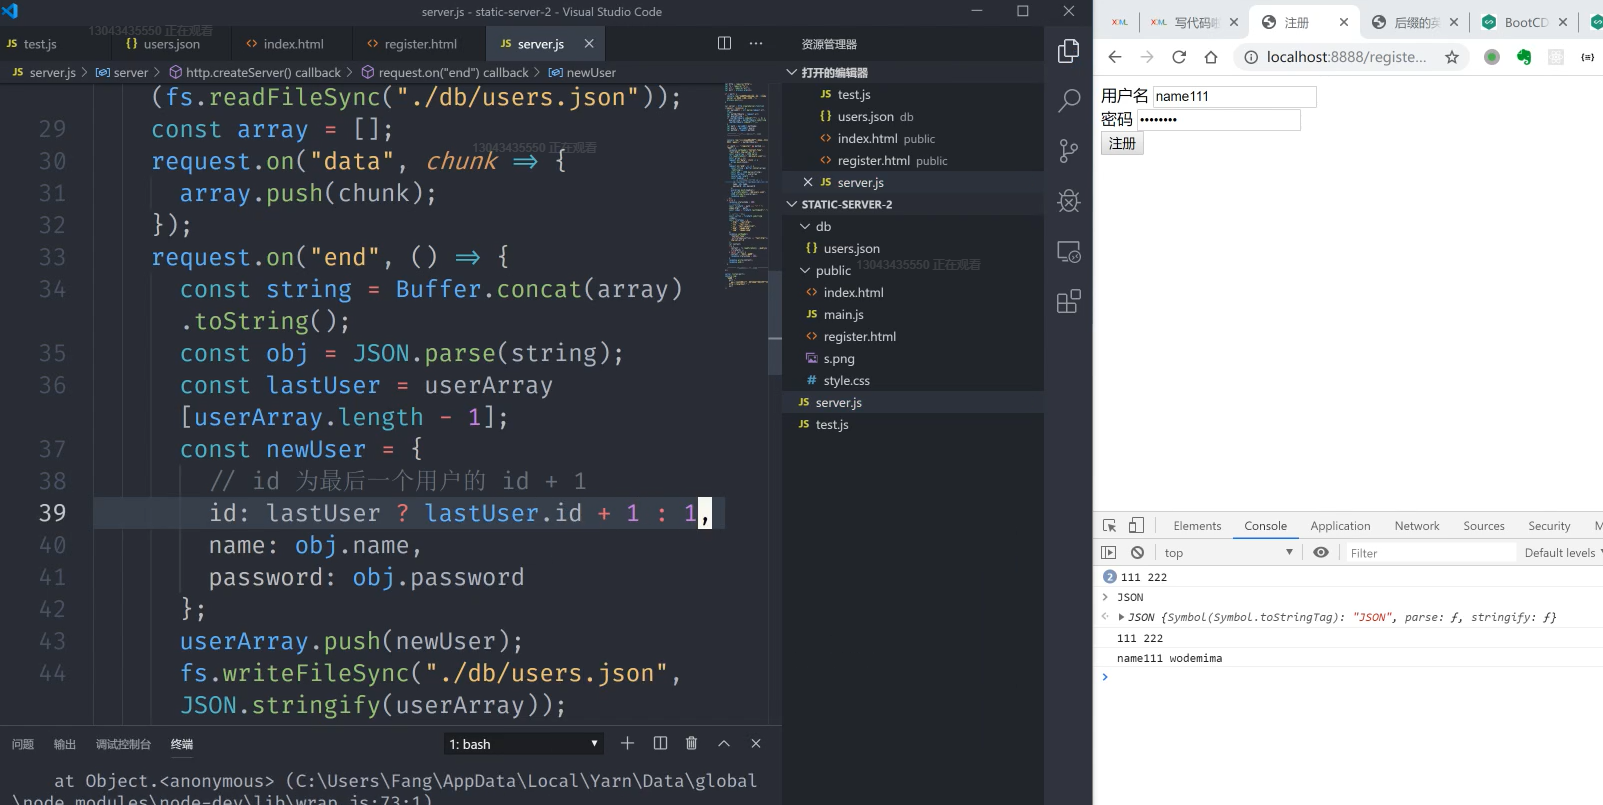 server.js - static-server-2 - Visual Studio Code
13043435550 正在观看
JS test.js
{} users.json
<> index.html
<> register.html
JS server.js ×
JS server.js > server > http.createServer() callback > request.on("end") callback > newUser
(fs.readFileSync("./db/users.json"));
29 const array = [];
30 request.on("data", chunk => {
13043435550 正在观看
31 array.push(chunk);
32 });
33 request.on("end", () => {
34 const string = Buffer.concat(array)
.toString();
35 const obj = JSON.parse(string);
36 const lastUser = userArray
[userArray.length - 1];
37 const newUser = {
38 // id 为最后一个用户的 id + 1
39 id: lastUser ? lastUser.id + 1 : 1,
40 name: obj.name,
41 password: obj.password
42 };
43 userArray.push(newUser);
44 fs.writeFileSync("./db/users.json",
JSON.stringify(userArray));
问题 输出 调试控制台 终端
1: bash
at Object.<anonymous> (C:\Users\Fang\AppData\Local\Yarn\Data\global
\node_modules\node-dev\lib\wrap.js:73:1)
资源管理器
打开的编辑器
JS test.js
{} users.json db
<> index.html public
<> register.html public
× JS server.js
STATIC-SERVER-2
db
{} users.json
public
13043435550 正在观看
<> index.html
JS main.js
<> register.html
s.png
# style.css
JS server.js
JS test.js
写代码啦
注册
后缀的英
BootCD
localhost:8888/registe...
用户名 name111
密码 ••••••••
注册
Elements Console Application Network Sources Security
top
Filter
Default levels
2 111 222
> JSON
JSON {Symbol(Symbol.toStringTag): "JSON", parse: ƒ, stringify: ƒ}
111 222
name111 wodemima
>